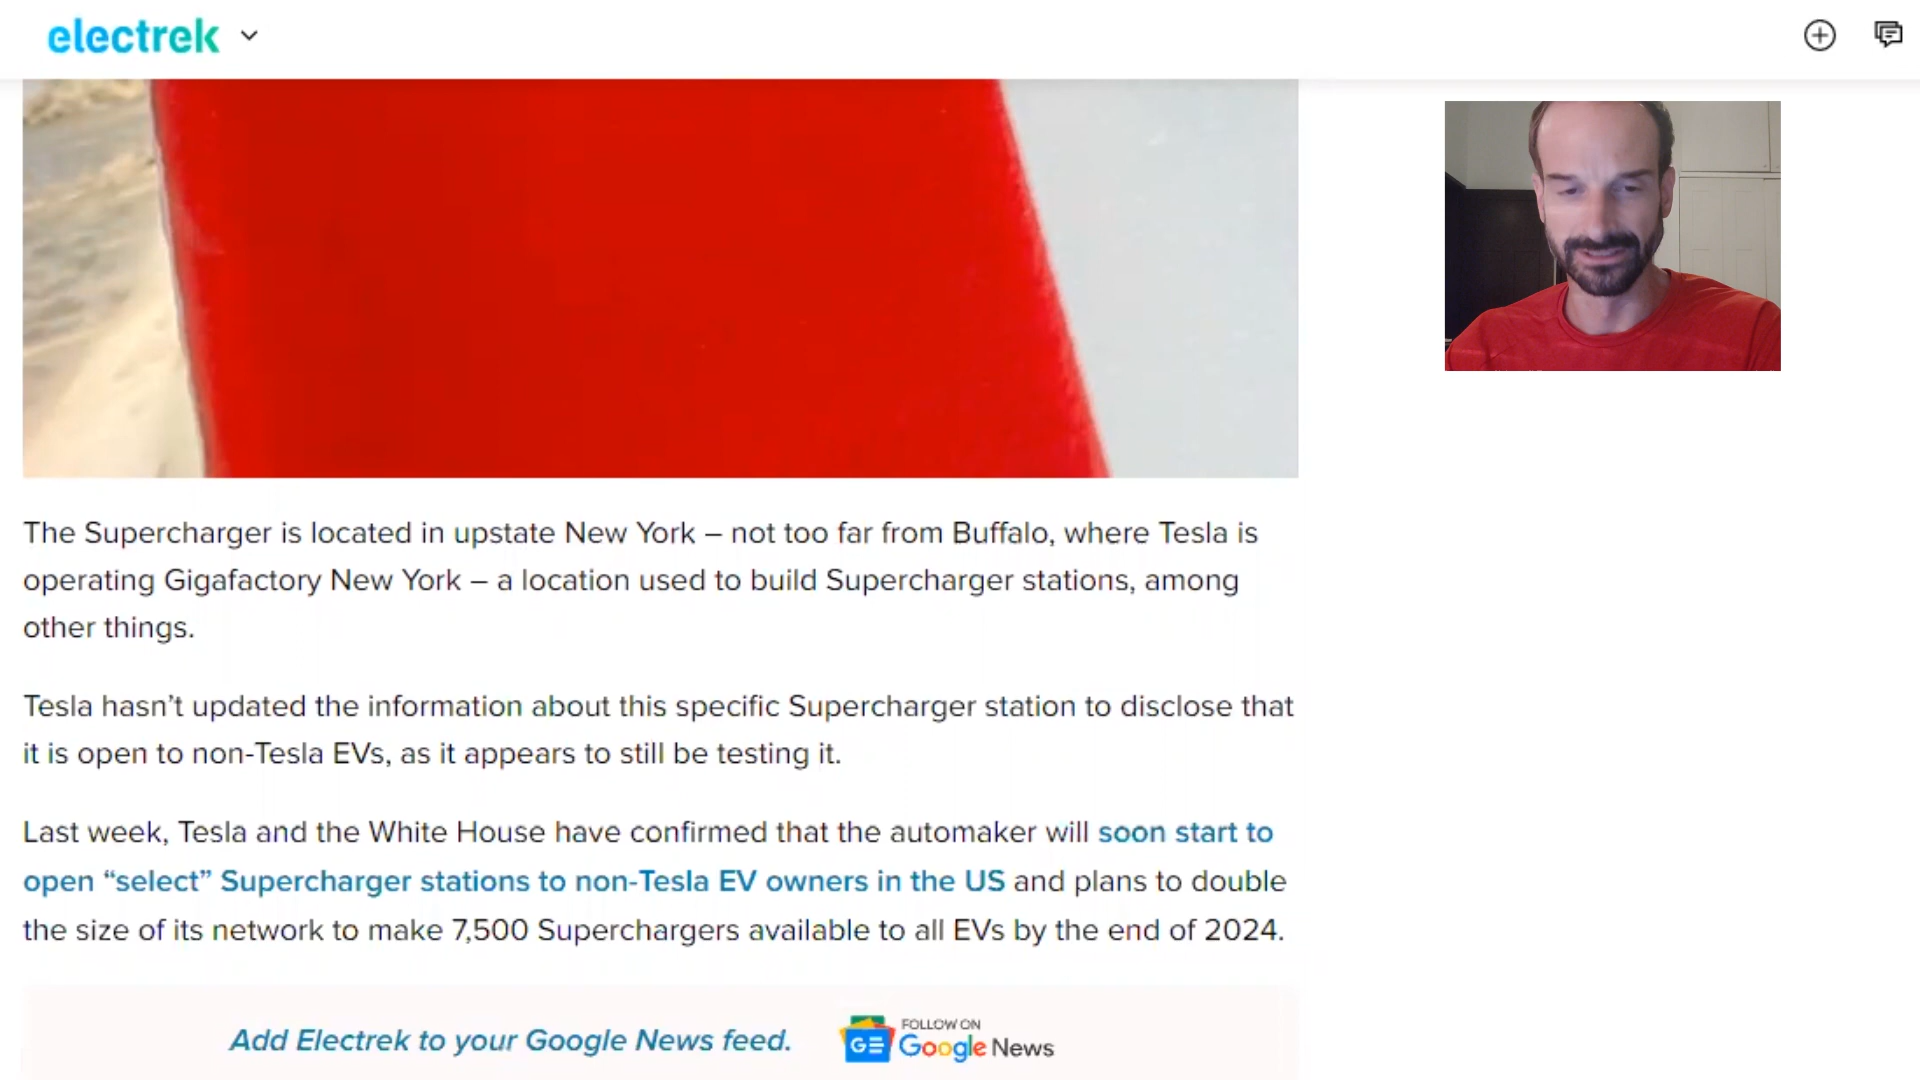 electrek
The Supercharger is located in upstate New York – not too far from Buffalo, where Tesla is
operating Gigafactory New York – a location used to build Supercharger stations, among
other things.
Tesla hasn’t updated the information about this specific Supercharger station to disclose that
it is open to non-Tesla EVs, as it appears to still be testing it.
Last week, Tesla and the White House have confirmed that the automaker will soon start to
open “select” Supercharger stations to non-Tesla EV owners in the US and plans to double
the size of its network to make 7,500 Superchargers available to all EVs by the end of 2024.
Add Electrek to your Google News feed.
FOLLOW ON
GE Google News